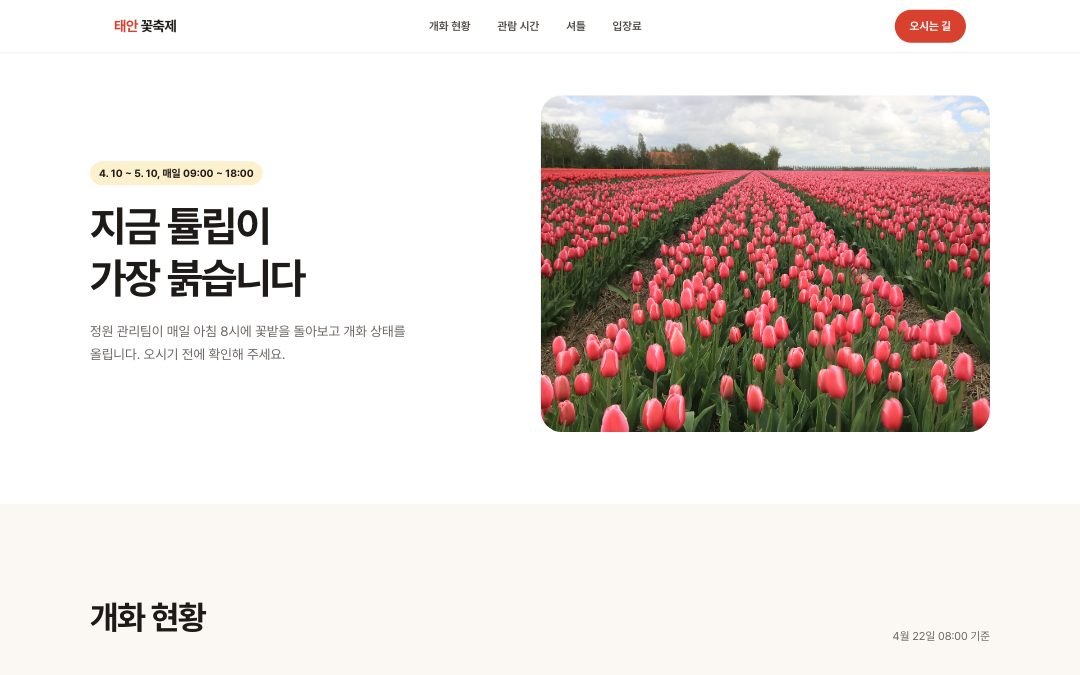 태안 꽃축제
개화 현황
관람 시간
셔틀
입장료
오시는 길
4. 10 ~ 5. 10, 매일 09:00 ~ 18:00
지금 튤립이
가장 붉습니다
정원 관리팀이 매일 아침 8시에 꽃밭을 돌아보고 개화 상태를
올립니다. 오시기 전에 확인해 주세요.
개화 현황
4월 22일 08:00 기준